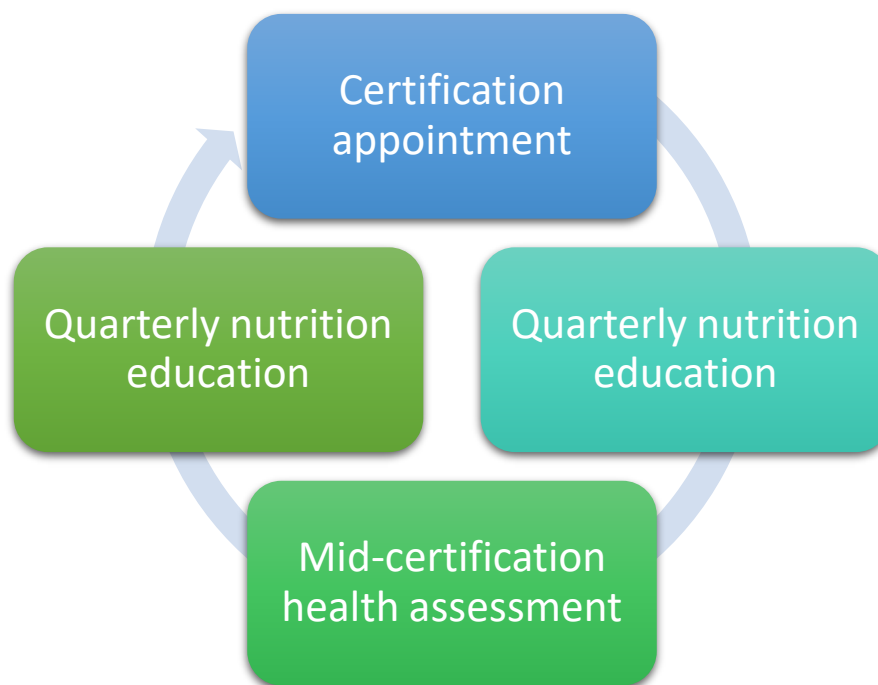 Certification
appointment
Quarterly nutrition
education
Quarterly nutrition
education
Mid-certification
health assessment